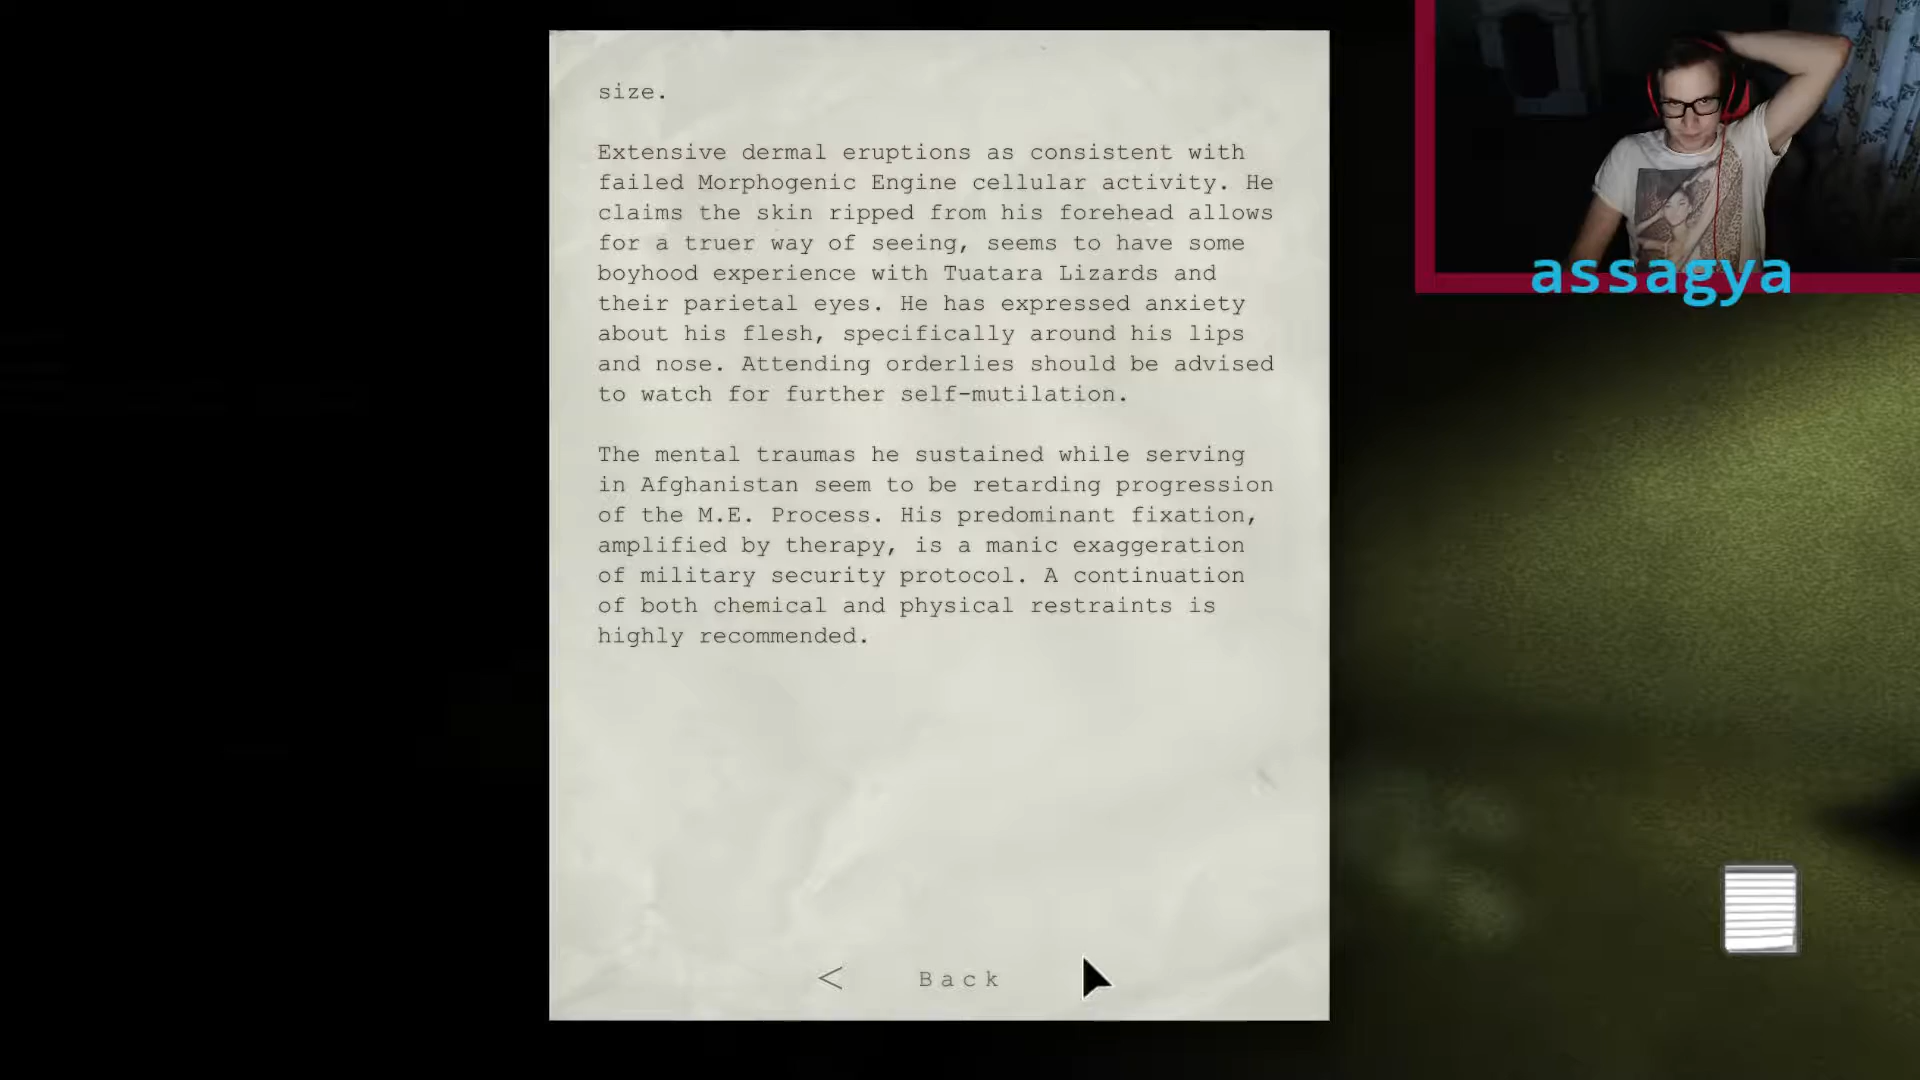 size.
Extensive dermal eruptions as consistent with
failed Morphogenic Engine cellular activity. He
claims the skin ripped from his forehead allows
for a truer way of seeing, seems to have some
boyhood experience with Tuatara Lizards and
their parietal eyes. He has expressed anxiety
about his flesh, specifically around his lips
and nose. Attending orderlies should be advised
to watch for further self-mutilation.
The mental traumas he sustained while serving
in Afghanistan seem to be retarding progression
of the M.E. Process. His predominant fixation,
amplified by therapy, is a manic exaggeration
of military security protocol. A continuation
of both chemical and physical restraints is
highly recommended.
< Back
assagya